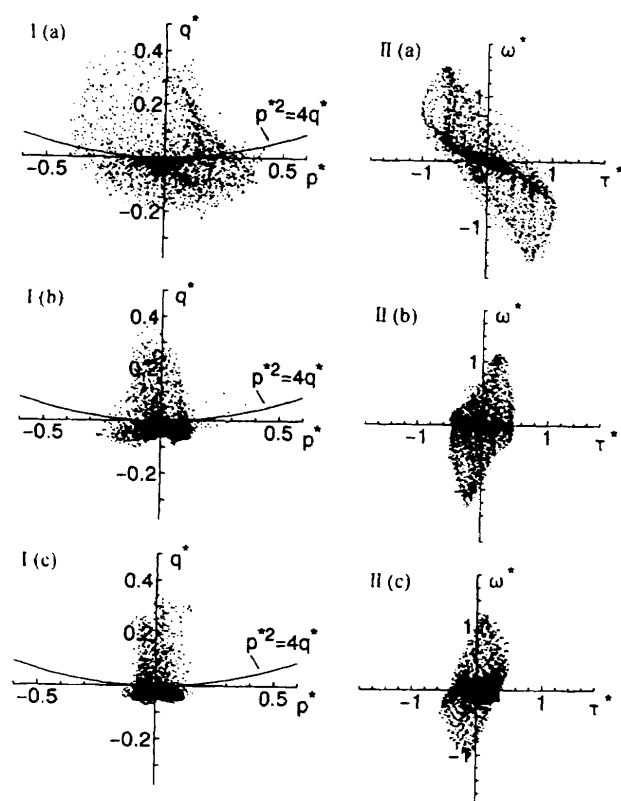 I (a)
q*
0.4
0.2
p*²=4q*
-0.5
0.5
p*
-0.2
II (a)
ω*
1
-1
1
τ*
-1
I (b)
q*
0.4
0.2
p*²=4q*
-0.5
0.5
p*
-0.2
II (b)
ω*
1
-1
1
τ*
I (c)
q*
0.4
0.2
p*²=4q*
-0.5
0.5
p*
-0.2
II (c)
ω*
1
-1
1
τ*
-1